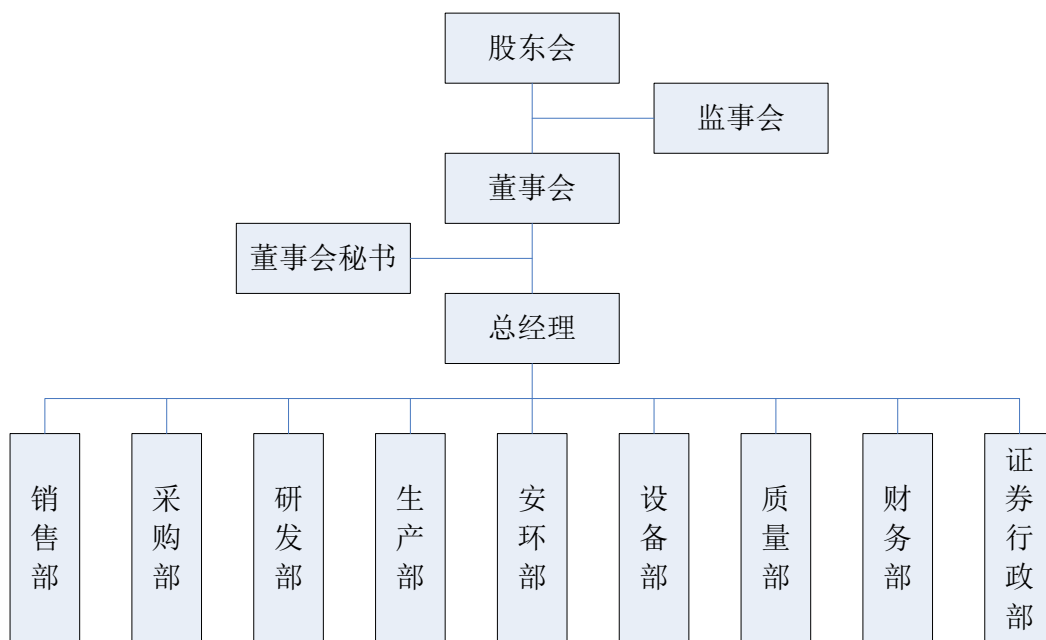 股东会
监事会
董事会
董事会秘书
总经理
销售部
采购部
研发部
生产部
安环部
设备部
质量部
财务部
证券行政部